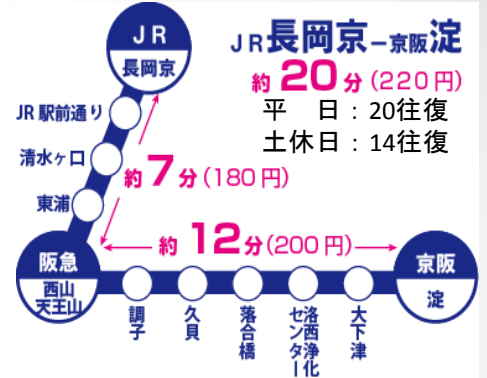 JR
長岡京
JR長岡京−京阪淀
約20分(220円)
平　日：20往復
土休日：14往復
JR駅前通り
清水ヶ口
東浦
約7分(180円)
約12分(200円)
阪急
西山
天王山
京阪
淀
調子
久貝
落合橋
洛西浄化
センター
大下津